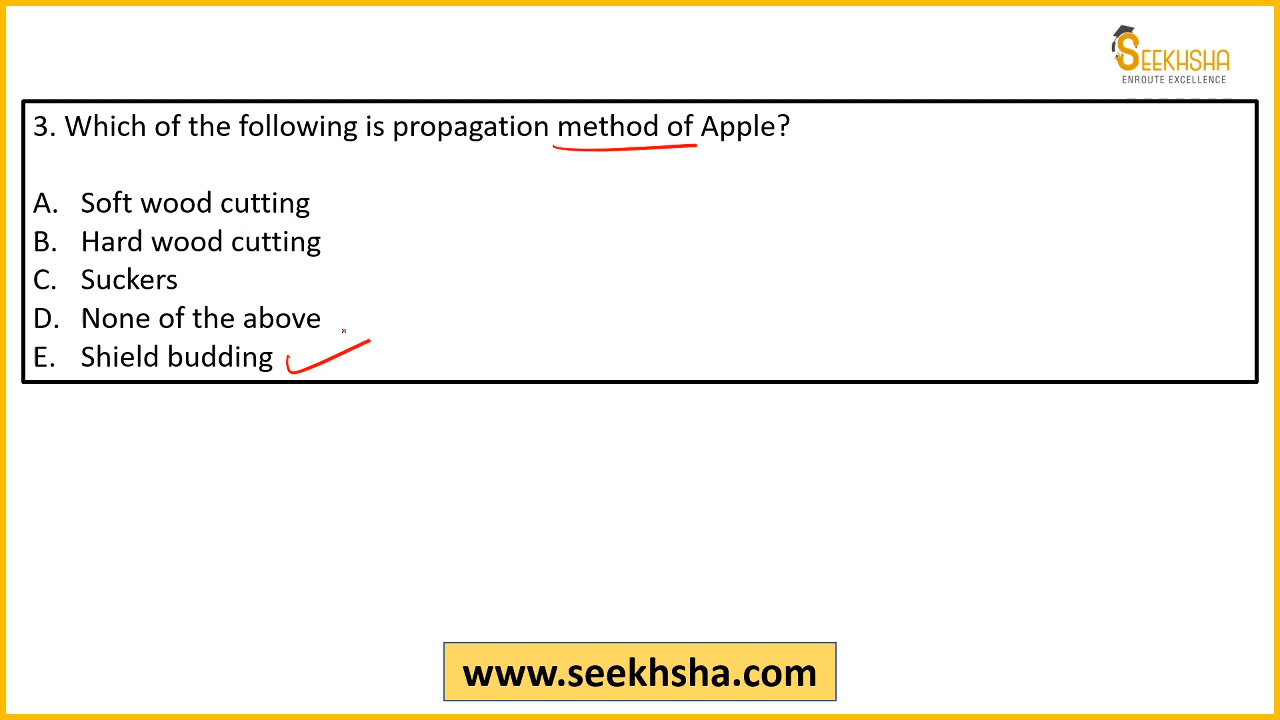 SEEKHSHA
ENROUTE EXCELLENCE
3. Which of the following is propagation method of Apple?
A. Soft wood cutting
B. Hard wood cutting
C. Suckers
D. None of the above
E. Shield budding
www.seekhsha.com